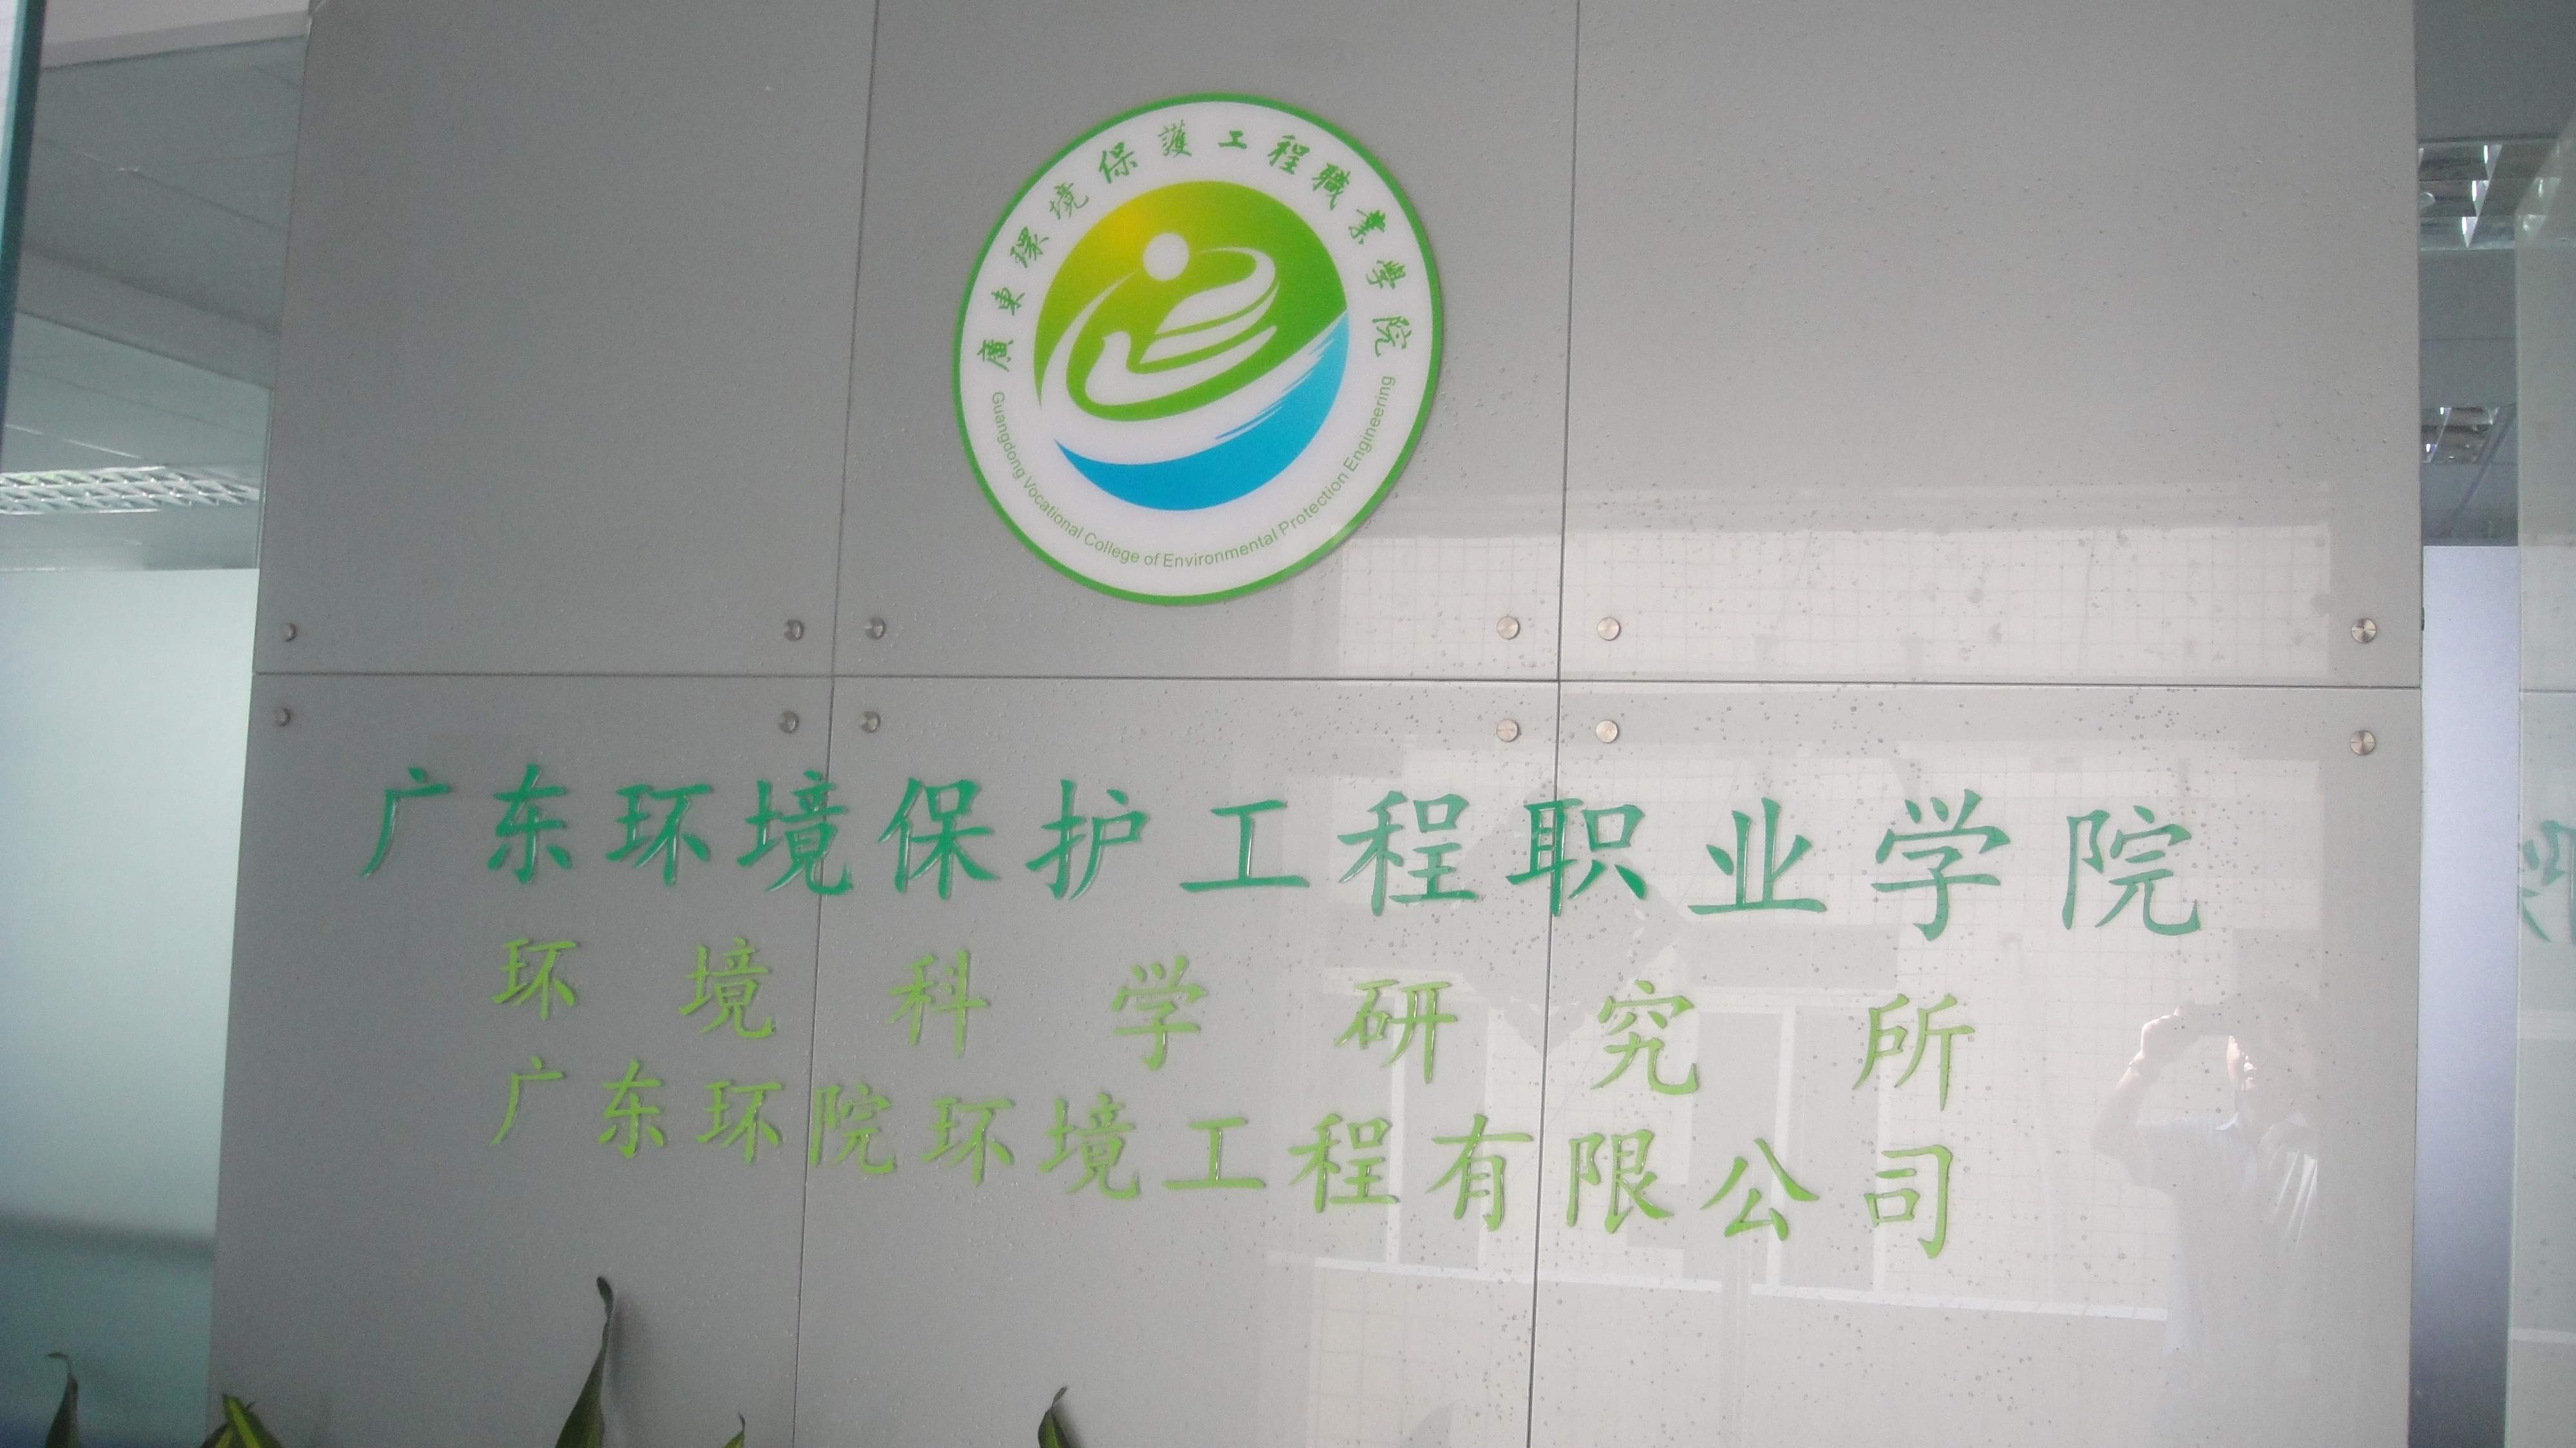 廣東環境保護工程職業學院
Guangdong Vocational College of Environmental Protection Engineering
广东环境保护工程职业学院
环境科学研究所
广东环院环境工程有限公司